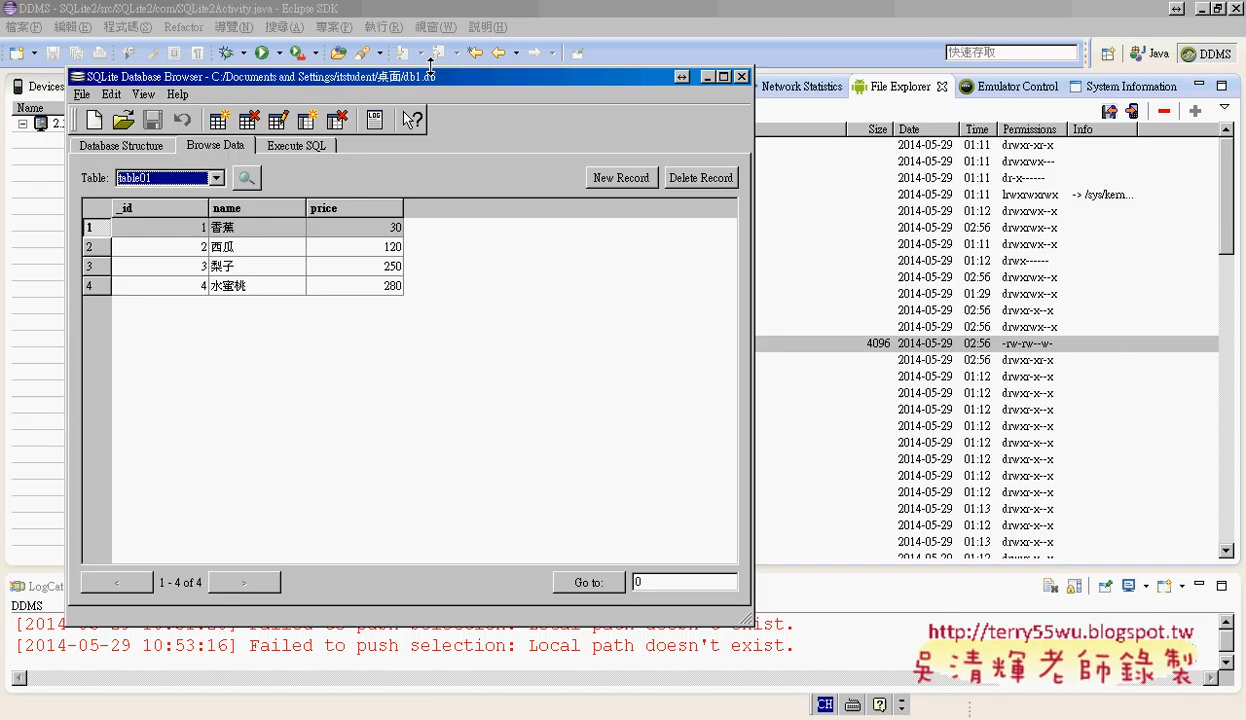 DDMS - SQLite2/src/SQLite2/com/SQLite2Activity.java - Eclipse SDK
檔案(F) 編輯(E) 程式碼(S) Refactor 導覽(N) 搜尋(A) 專案(P) 執行(R) 視窗(W) 說明(H)
快速存取 Java DDMS
SQLite Database Browser - C:/Documents and Settings/itstudent/桌面/db1.db
File Edit View Help
LOG
Database Structure Browse Data Execute SQL
Table: table01 New Record Delete Record
_id name price
1 1 香蕉 30
2 2 西瓜 120
3 3 梨子 250
4 4 水蜜桃 280
< 1 - 4 of 4 > Go to: 0
Devices
Name
Network Statistics File Explorer Emulator Control System Information
Size Date Time Permissions Info
2014-05-29 01:11 drwxr-xr-x
2014-05-29 01:11 drwxrwx---
2014-05-29 01:11 dr-x------
2014-05-29 01:11 lrwxrwxrwx -> /sys/kern...
2014-05-29 01:12 drwxrwx--x
2014-05-29 02:56 drwxrwx--x
2014-05-29 01:11 drwxrwx--x
2014-05-29 01:12 drwx------
2014-05-29 02:56 drwxrwx--x
2014-05-29 01:29 drwxrwx--x
2014-05-29 02:56 drwxr-xr-x
2014-05-29 02:56 drwxrwx--x
4096 2014-05-29 02:56 -rw-rw--w-
2014-05-29 02:56 drwxr-xr-x
2014-05-29 01:12 drwxr-x--x
2014-05-29 01:12 drwxr-x--x
2014-05-29 01:12 drwxr-x--x
2014-05-29 01:12 drwxr-x--x
2014-05-29 01:12 drwxr-x--x
2014-05-29 01:12 drwxr-x--x
2014-05-29 01:12 drwxr-x--x
2014-05-29 01:12 drwxr-x--x
2014-05-29 01:13 drwxr-x--x
2014-05-29 01:12 drwxr-x--x
2014-05-29 01:13 drwxr-x--x
LogCat
DDMS
Failed to push selection: Local path doesn't exist.
[2014-05-29 10:53:16] Failed to push selection: Local path doesn't exist.
http://terry55wu.blogspot.tw
吳清輝老師錄製
CH